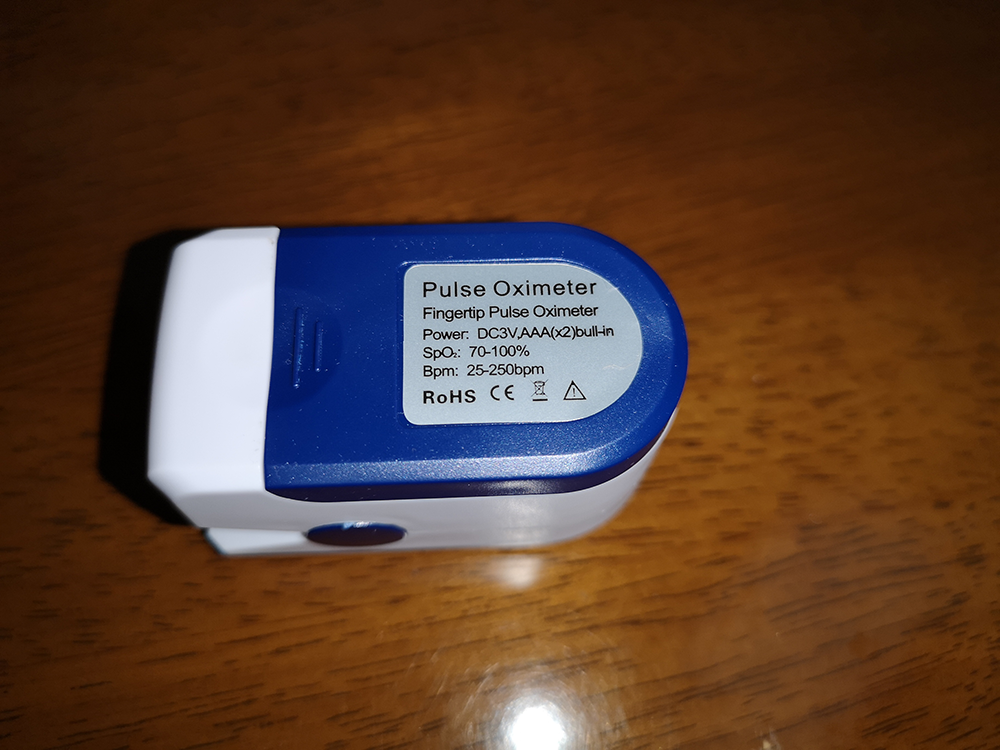 Pulse Oximeter
Fingertip Pulse Oximeter
Power: DC3V,AAA(x2)bull-in
SpO₂: 70-100%
Bpm: 25-250bpm
RoHS CE